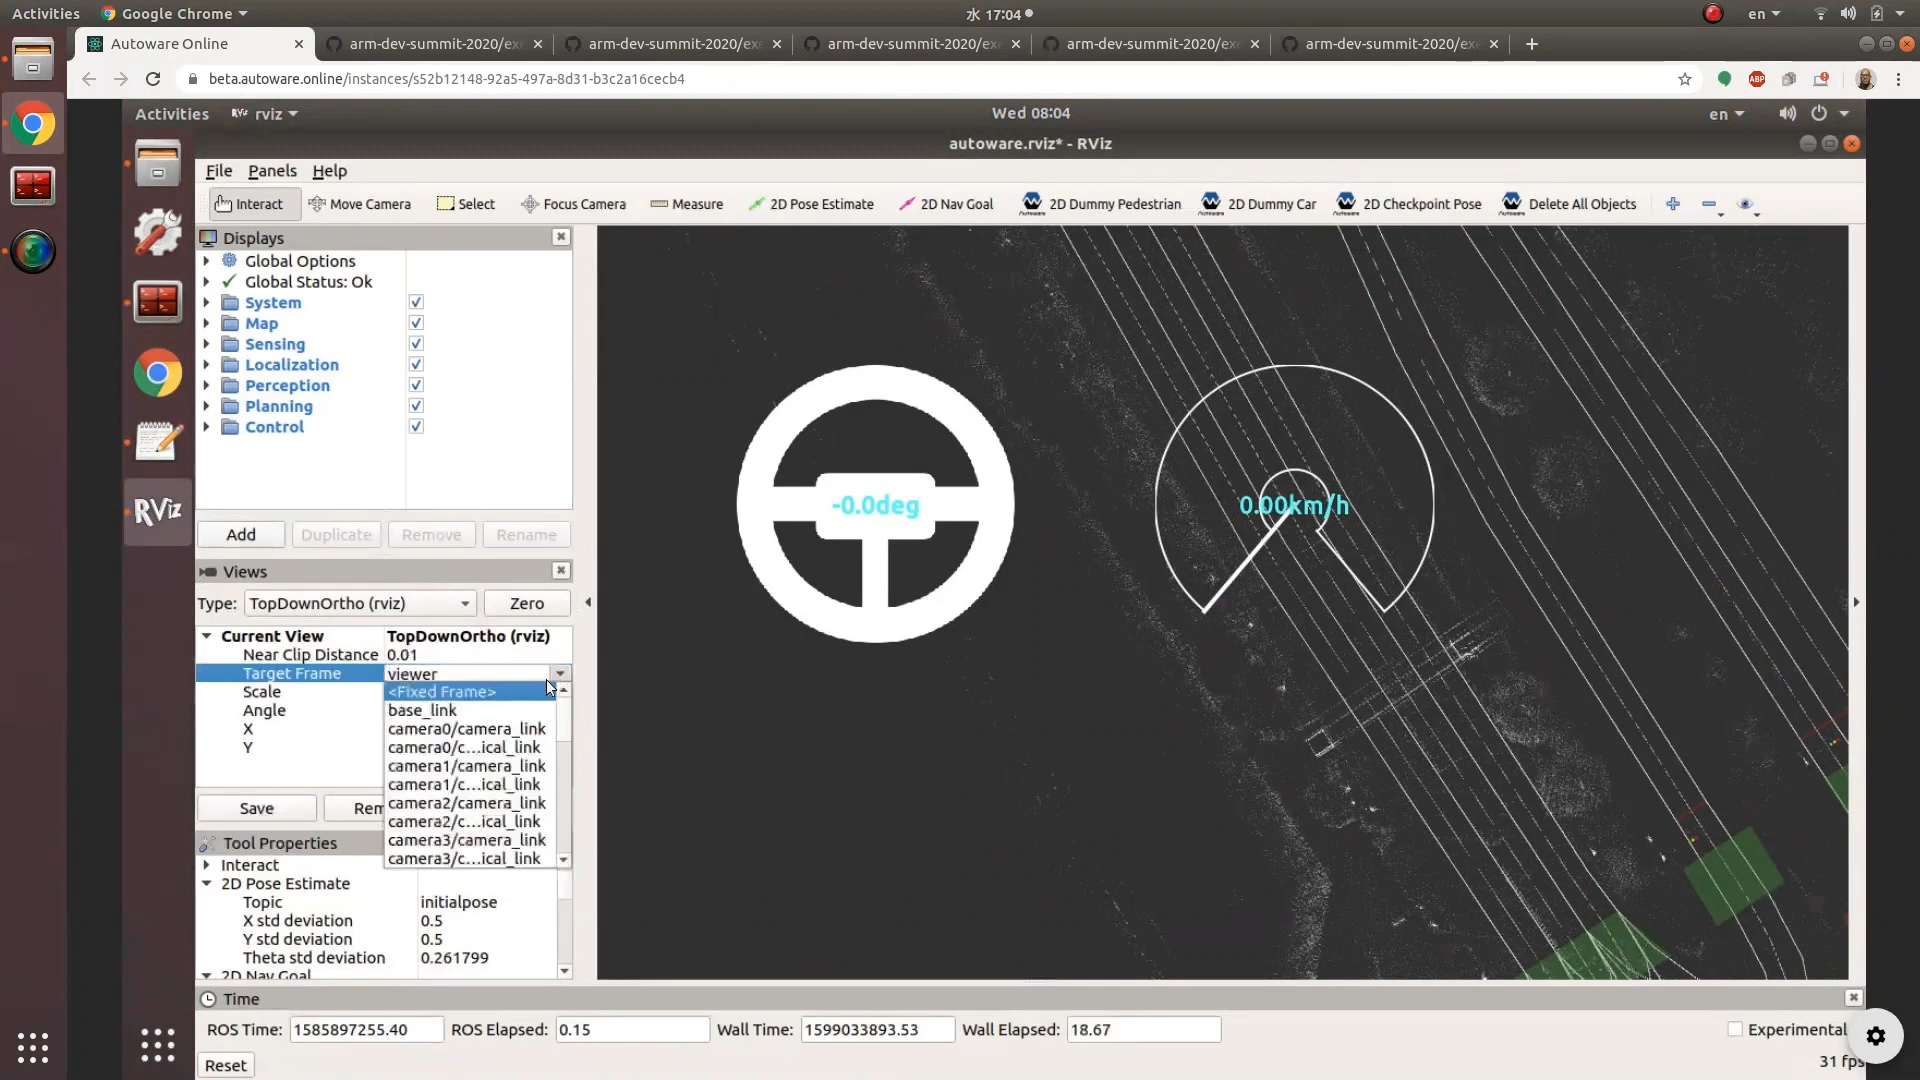 Activities
Google Chrome
水 17:04
en
Autoware Online
arm-dev-summit-2020/exe
arm-dev-summit-2020/exe
arm-dev-summit-2020/exe
arm-dev-summit-2020/exe
arm-dev-summit-2020/exe
beta.autoware.online/instances/s52b12148-92a5-497a-8d31-b3c2a16cecb4
ABP
Activities
RViz rviz
Wed 08:04
en
autoware.rviz* - RViz
File Panels Help
Interact Move Camera Select Focus Camera Measure 2D Pose Estimate 2D Nav Goal 2D Dummy Pedestrian 2D Dummy Car 2D Checkpoint Pose Delete All Objects
Displays
Global Options
Global Status: Ok
System
Map
Sensing
Localization
Perception
Planning
Control
RViz
Add Duplicate Remove Rename
Views
Type: TopDownOrtho (rviz) Zero
Current View TopDownOrtho (rviz)
Near Clip Distance 0.01
Target Frame viewer
Scale <Fixed Frame>
Angle base_link
X camera0/camera_link
Y camera0/c...ical_link
camera1/camera_link
camera1/c...ical_link
camera2/camera_link
camera2/c...ical_link
camera3/camera_link
camera3/c...ical_link
Save Rem
Tool Properties
Interact
2D Pose Estimate
Topic initialpose
X std deviation 0.5
Y std deviation 0.5
Theta std deviation 0.261799
2D Nav Goal
-0.0deg
0.00km/h
Time
ROS Time: 1585897255.40 ROS Elapsed: 0.15 Wall Time: 1599033893.53 Wall Elapsed: 18.67 Experimental
Reset
31 fps